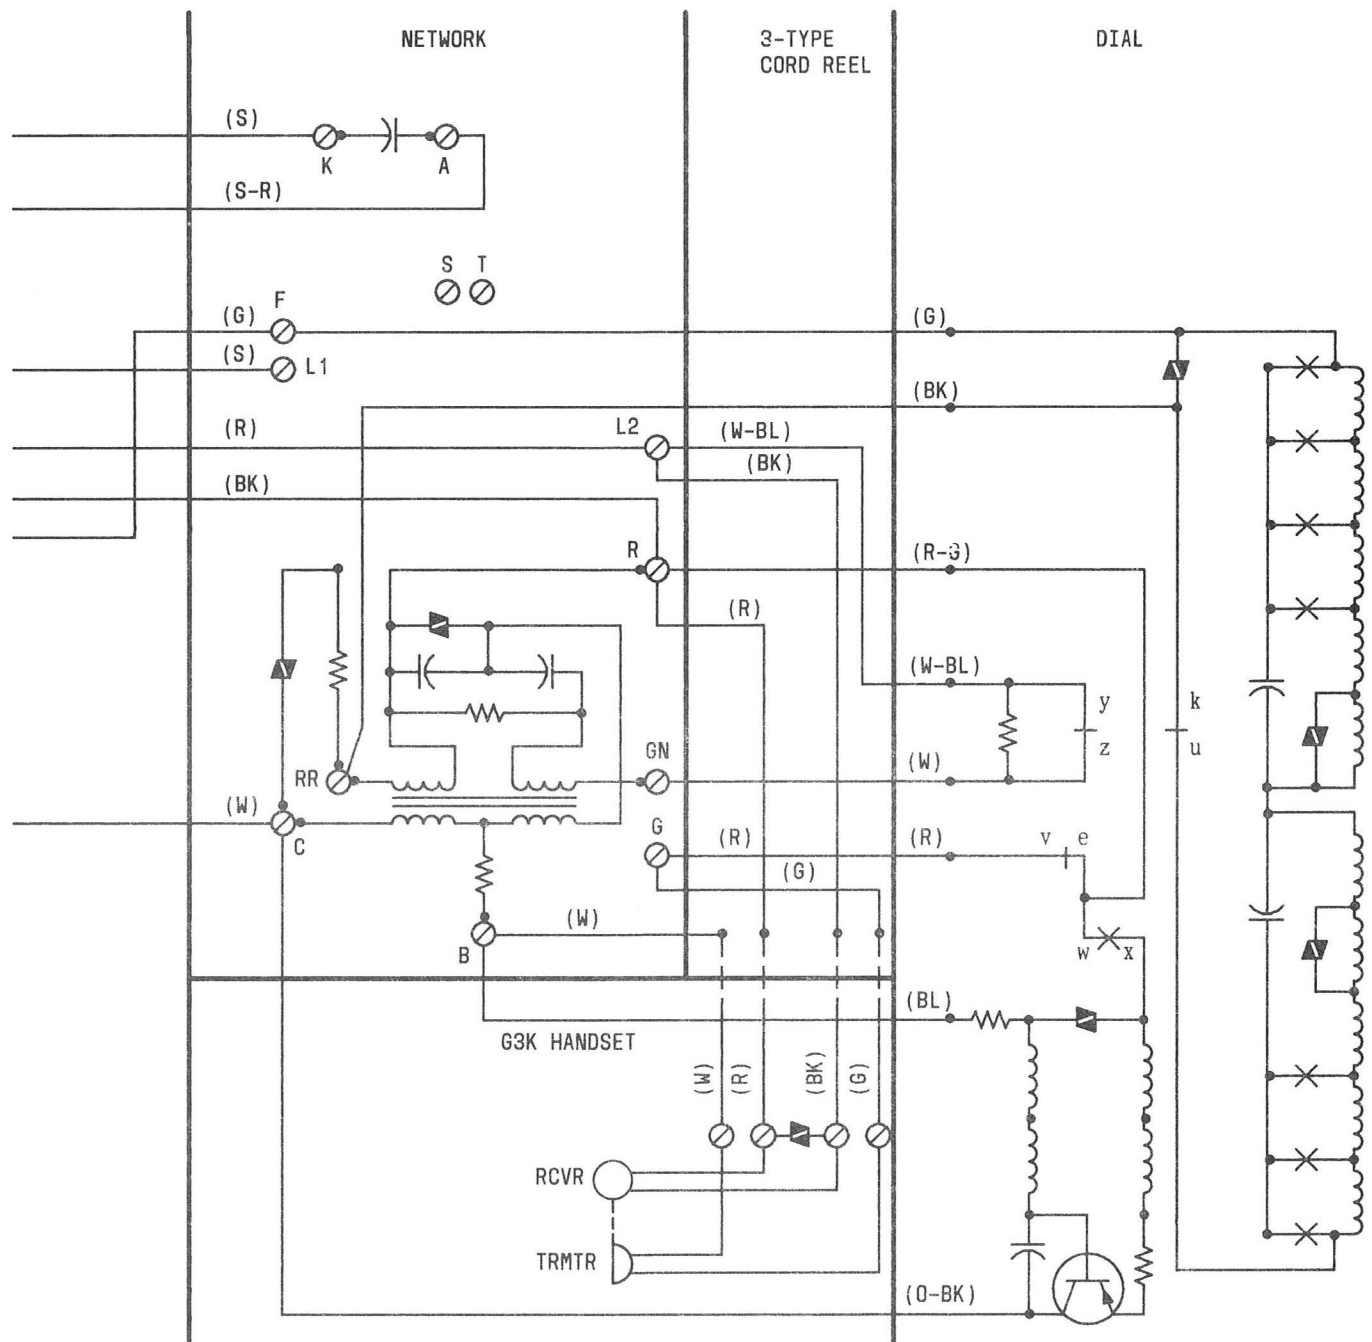 NETWORK
3-TYPE
CORD REEL
DIAL
(S)
K
A
(S-R)
S T
F
(G)
(G)
(S)
L1
(BK)
(R)
L2
(W-BL)
(BK)
(BK)
R
(R-G)
(R)
(W-BL)
y
k
z
u
GN
RR
(W)
(W)
C
G
(R)
(R)
v e
(G)
(W)
B
w x
(BL)
G3K HANDSET
(W)
(R)
(BK)
(G)
RCVR
TRMTR
(O-BK)